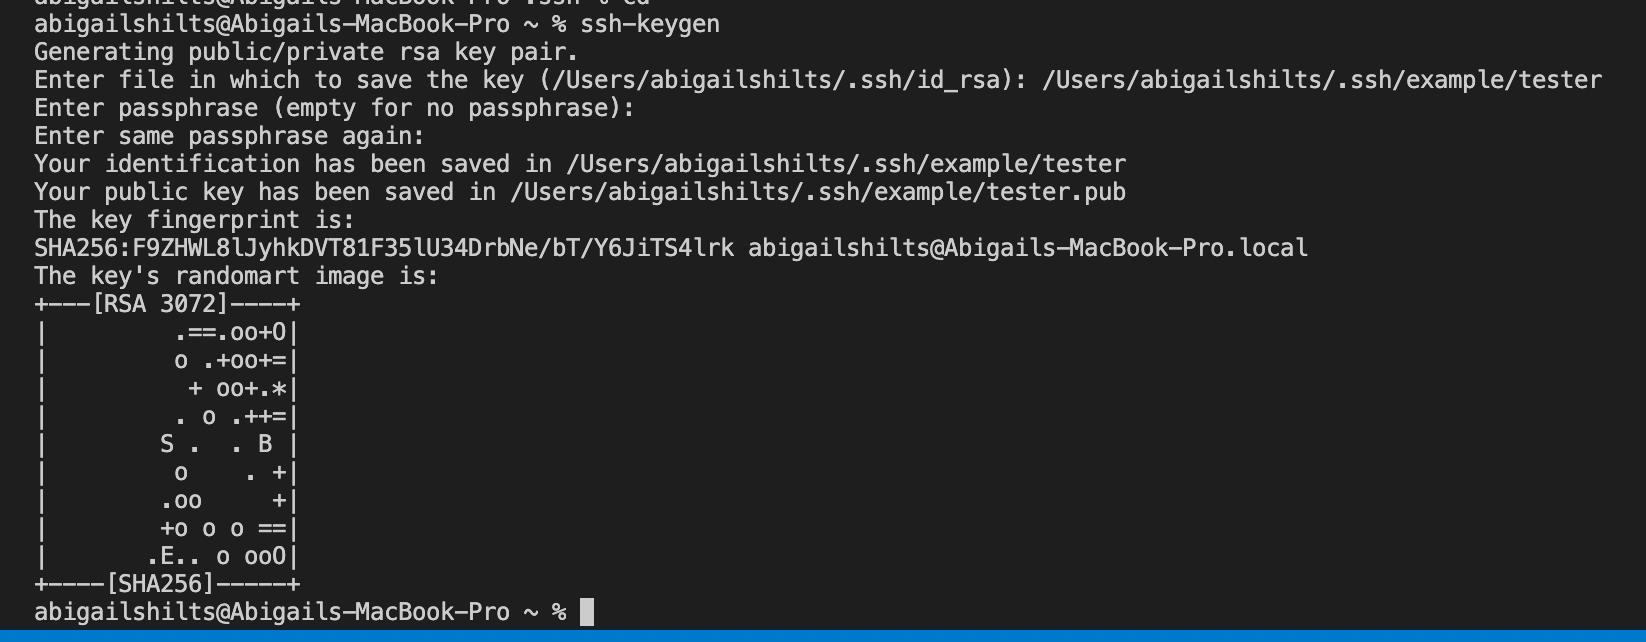 abigailshilts@Abigails-MacBook-Pro .ssh % cd
abigailshilts@Abigails-MacBook-Pro ~ % ssh-keygen
Generating public/private rsa key pair.
Enter file in which to save the key (/Users/abigailshilts/.ssh/id_rsa): /Users/abigailshilts/.ssh/example/tester
Enter passphrase (empty for no passphrase):
Enter same passphrase again:
Your identification has been saved in /Users/abigailshilts/.ssh/example/tester
Your public key has been saved in /Users/abigailshilts/.ssh/example/tester.pub
The key fingerprint is:
SHA256:F9ZHWL8lJyhkDVT81F35lU34DrbNe/bT/Y6JiTS4lrk abigailshilts@Abigails-MacBook-Pro.local
The key's randomart image is:
+---[RSA 3072]----+
|         .==.oo+O|
|         o .+oo+=|
|          + oo+.*|
|         . o .++=|
|        S .  . B |
|         o    . +|
|        .oo     +|
|        +o o o ==|
|       .E.. o ooO|
+----[SHA256]-----+
abigailshilts@Abigails-MacBook-Pro ~ %